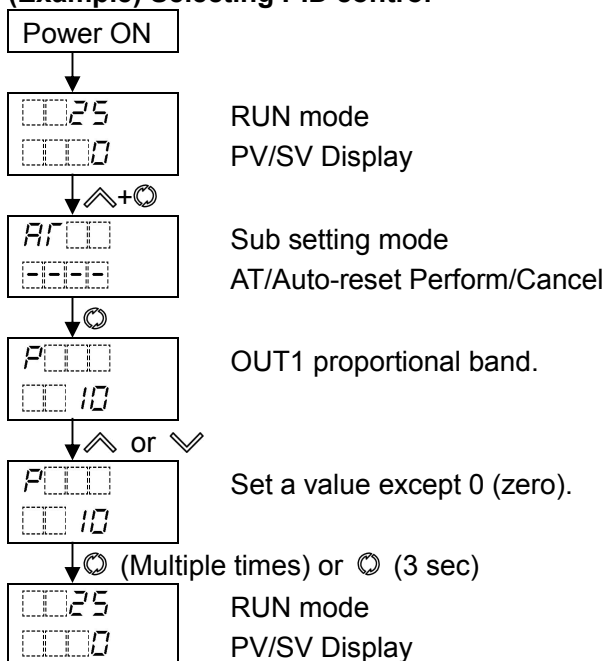 (Example) Selecting PID control
Power ON
25 RUN mode
0 PV/SV Display
+
AT Sub setting mode
---- AT/Auto-reset Perform/Cancel
P OUT1 proportional band.
10
or
P Set a value except 0 (zero).
10
(Multiple times) or (3 sec)
25 RUN mode
0 PV/SV Display